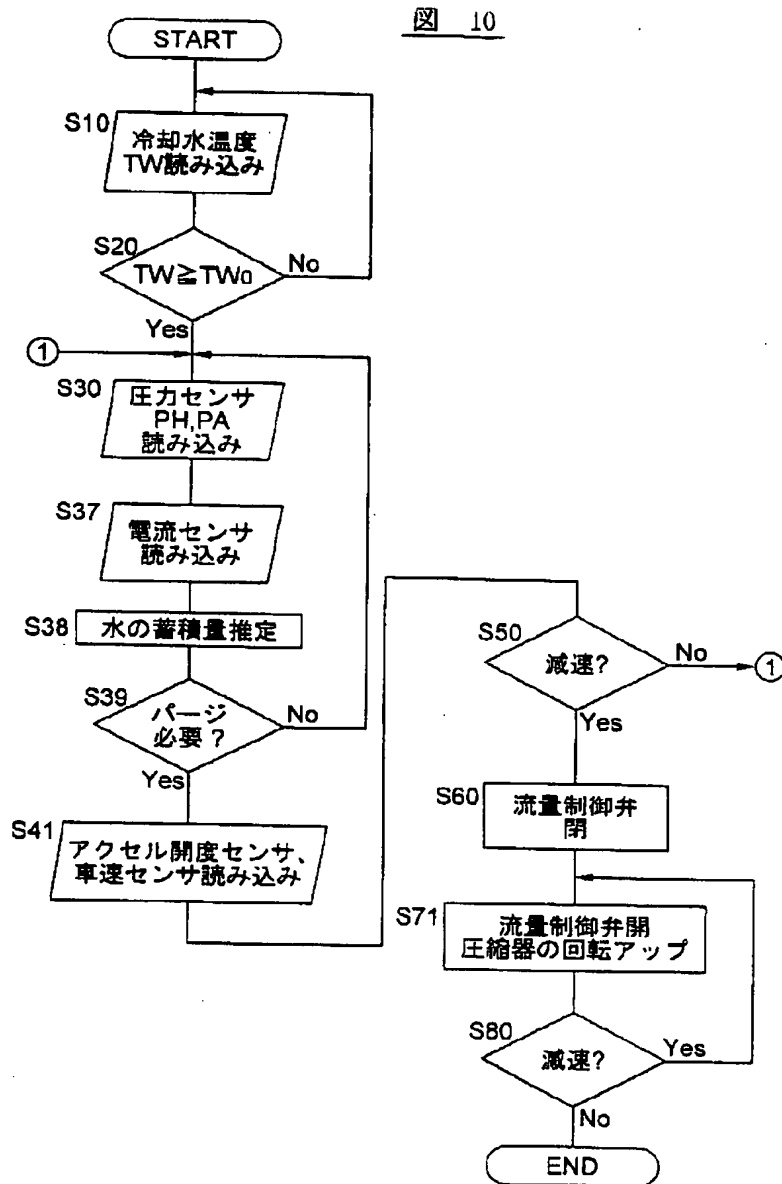 図 10
START
S10
冷却水温度
TW読み込み
S20
TW≧TW0
No
Yes
①
S30
圧力センサ
PH,PA
読み込み
S37
電流センサ
読み込み
S38
水の蓄積量推定
S39
パージ
必要?
No
Yes
S41
アクセル開度センサ、
車速センサ読み込み
S50
減速?
No
①
Yes
S60
流量制御弁
閉
S71
流量制御弁開
圧縮器の回転アップ
S80
減速?
Yes
No
END